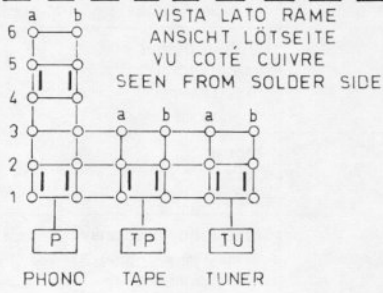 a b
VISTA LATO RAME
ANSICHT LÖTSEITE
VU COTÉ CUIVRE
SEEN FROM SOLDER SIDE
6
5
4
3 a b a b
2
1
P TP TU
PHONO TAPE TUNER